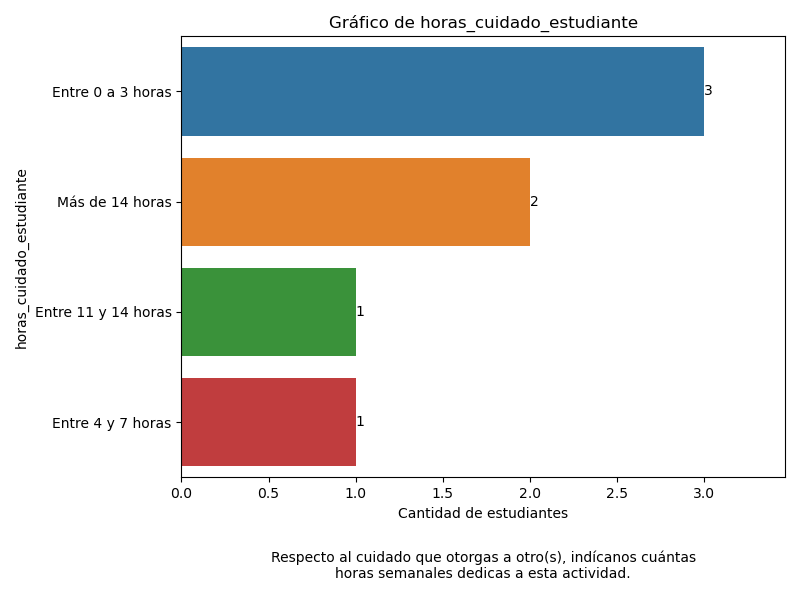 Gráfico de horas_cuidado_estudiante
horas_cuidado_estudiante
Entre 0 a 3 horas
3
Más de 14 horas
2
Entre 11 y 14 horas
1
Entre 4 y 7 horas
1
0.0 0.5 1.0 1.5 2.0 2.5 3.0
Cantidad de estudiantes
Respecto al cuidado que otorgas a otro(s), indícanos cuántas
horas semanales dedicas a esta actividad.